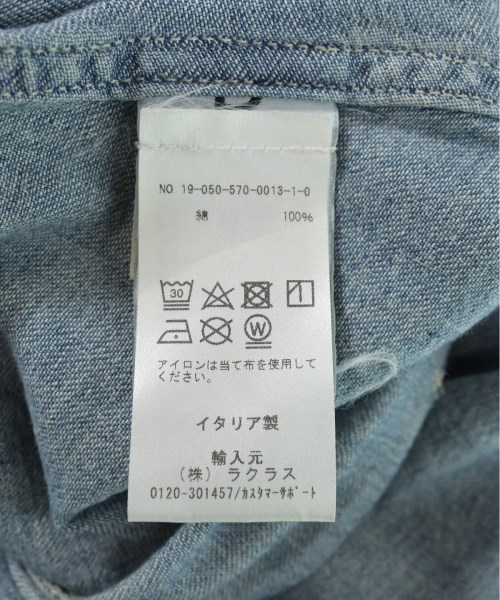 NO. 19-050-570-0013-1-0
綿 100%
30
W
アイロンは当て布を使用して
ください。
イタリア製
輸入元
(株) ラクラス
0120-301457/カスタマーサポート